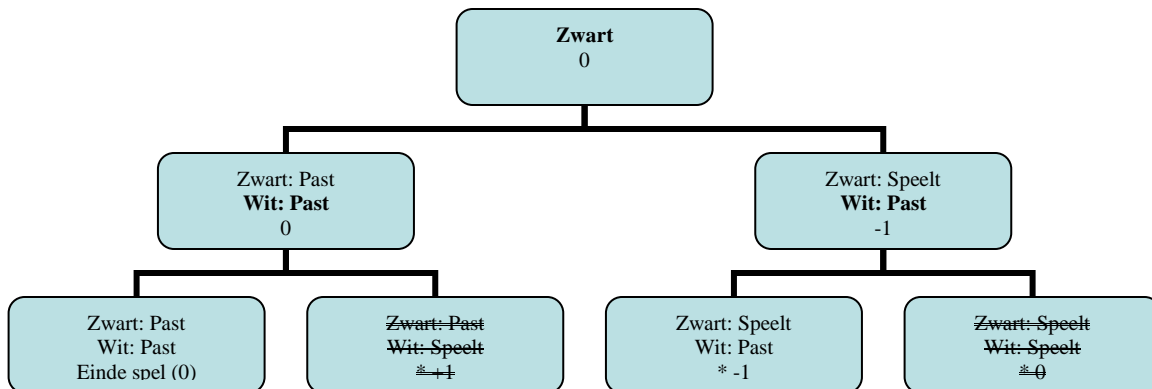 Zwart
0
Zwart: Past
Wit: Past
0
Zwart: Speelt
Wit: Past
-1
Zwart: Past
Wit: Past
Einde spel (0)
Zwart: Past
Wit: Speelt
* +1
Zwart: Speelt
Wit: Past
* -1
Zwart: Speelt
Wit: Speelt
* 0